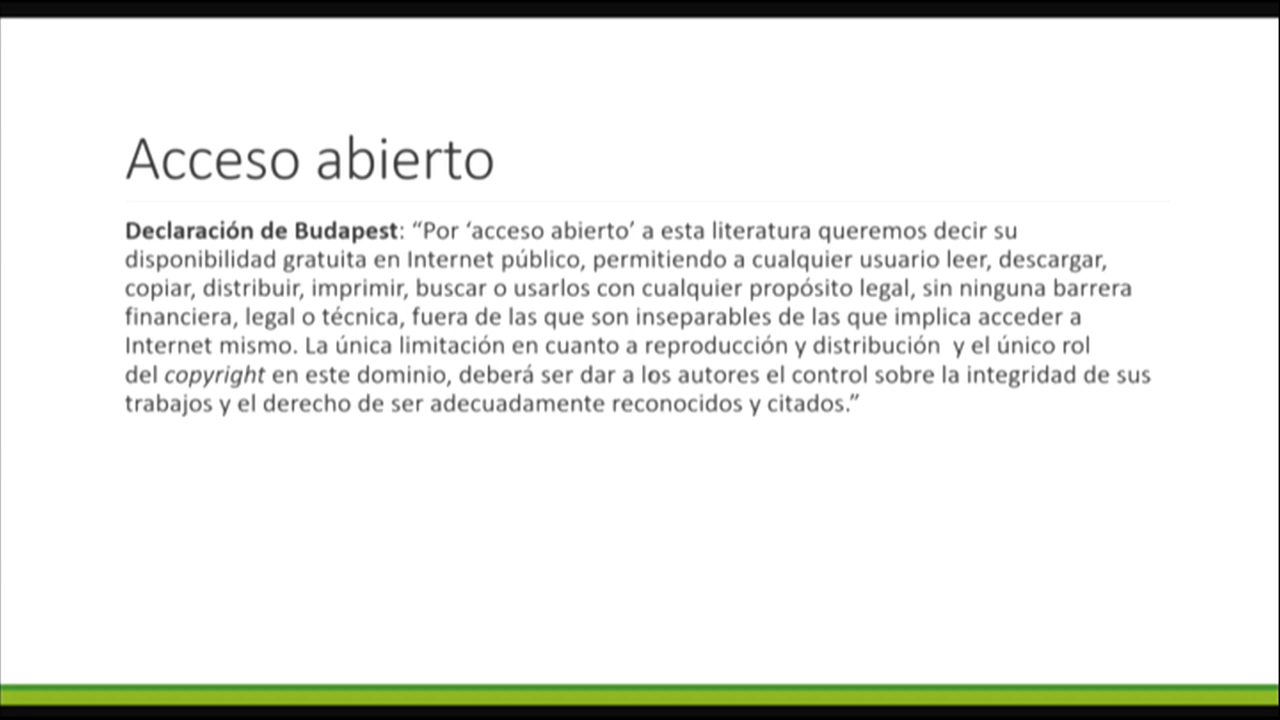 Acceso abierto
Declaración de Budapest: “Por ‘acceso abierto’ a esta literatura queremos decir su
disponibilidad gratuita en Internet público, permitiendo a cualquier usuario leer, descargar,
copiar, distribuir, imprimir, buscar o usarlos con cualquier propósito legal, sin ninguna barrera
financiera, legal o técnica, fuera de las que son inseparables de las que implica acceder a
Internet mismo. La única limitación en cuanto a reproducción y distribución  y el único rol
del copyright en este dominio, deberá ser dar a los autores el control sobre la integridad de sus
trabajos y el derecho de ser adecuadamente reconocidos y citados.”